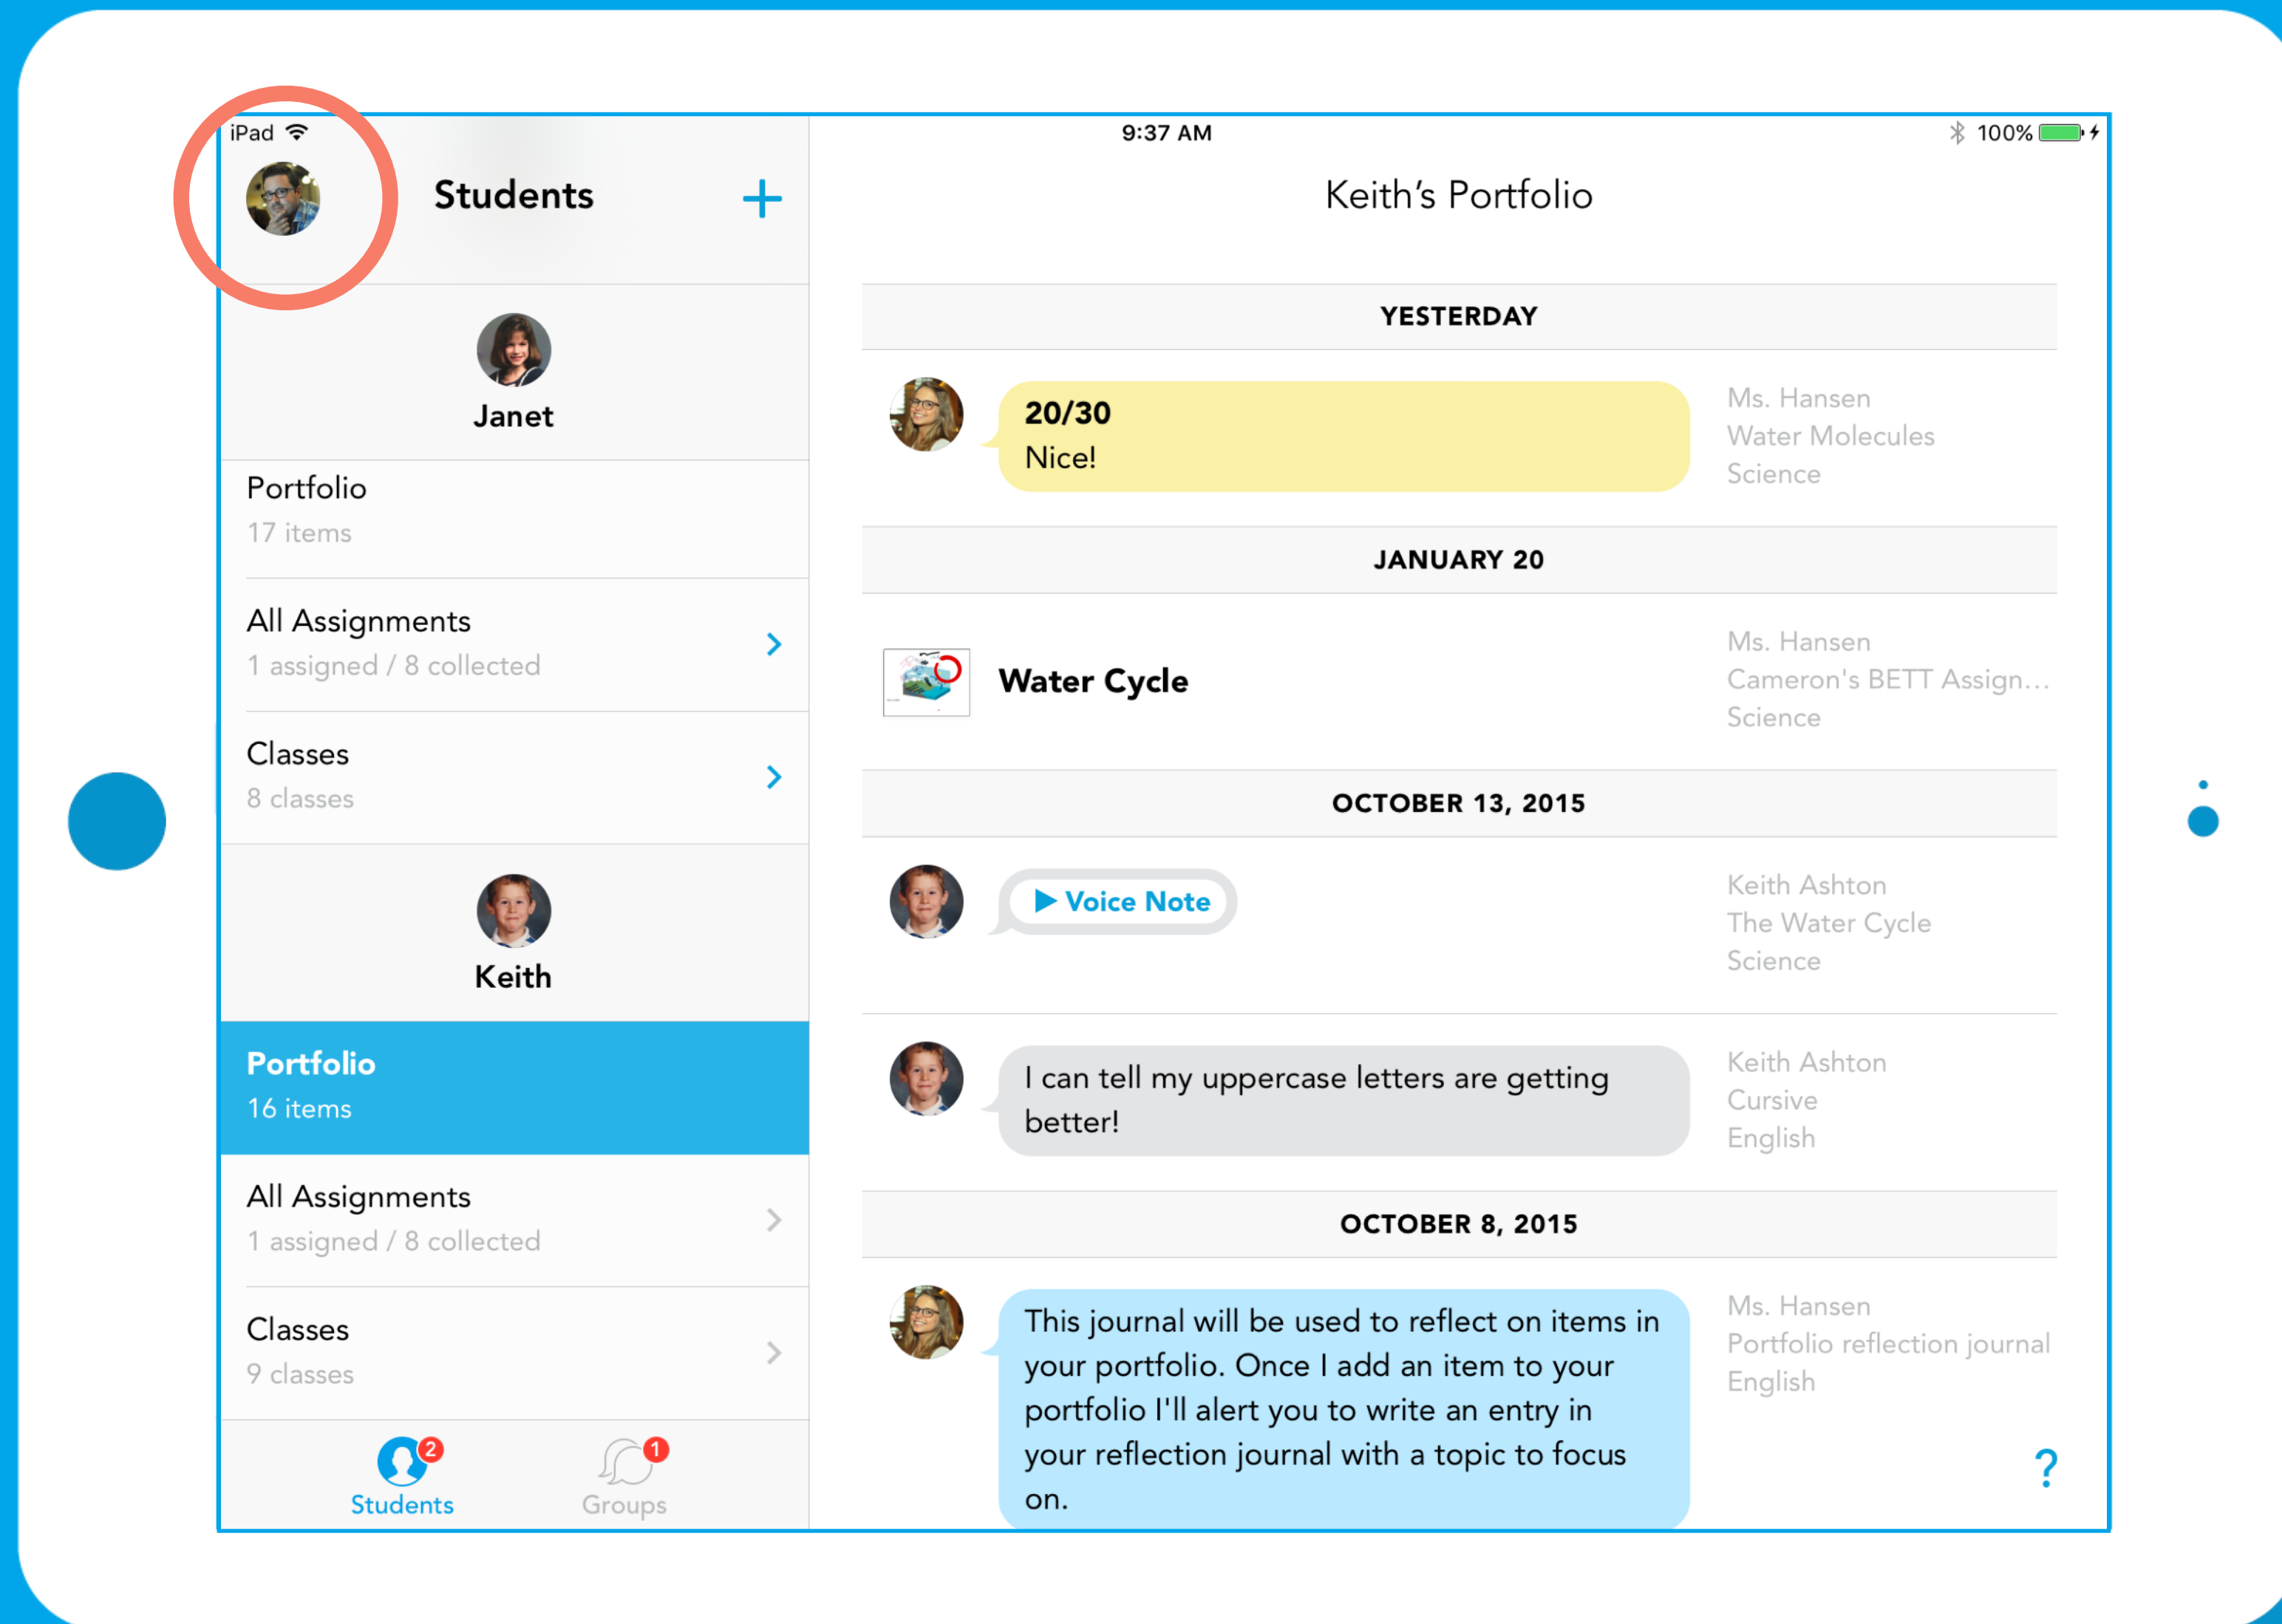 iPad
9:37 AM
100%
Students
+
Keith's Portfolio
Janet
Portfolio
17 items
All Assignments
1 assigned / 8 collected
Classes
8 classes
Keith
Portfolio
16 items
All Assignments
1 assigned / 8 collected
Classes
9 classes
2
Students
1
Groups
YESTERDAY
20/30
Nice!
Ms. Hansen
Water Molecules
Science
JANUARY 20
Water Cycle
Ms. Hansen
Cameron's BETT Assign...
Science
OCTOBER 13, 2015
Voice Note
Keith Ashton
The Water Cycle
Science
I can tell my uppercase letters are getting
better!
Keith Ashton
Cursive
English
OCTOBER 8, 2015
This journal will be used to reflect on items in
your portfolio. Once I add an item to your
portfolio I'll alert you to write an entry in
your reflection journal with a topic to focus
on.
Ms. Hansen
Portfolio reflection journal
English
?